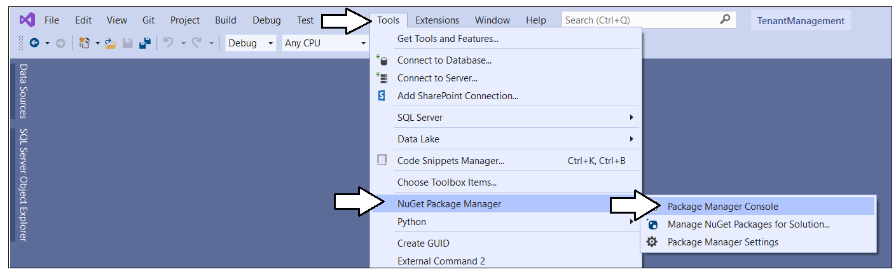 File Edit View Git Project Build Debug Test Tools Extensions Window Help Search (Ctrl+Q) TenantManagement
Debug Any CPU
Data Sources
SQL Server Object Explorer
Get Tools and Features...
Connect to Database...
Connect to Server...
Add SharePoint Connection...
SQL Server
Data Lake
Code Snippets Manager... Ctrl+K, Ctrl+B
Choose Toolbox Items...
NuGet Package Manager
Python
Create GUID
External Command 2
Package Manager Console
Manage NuGet Packages for Solution...
Package Manager Settings